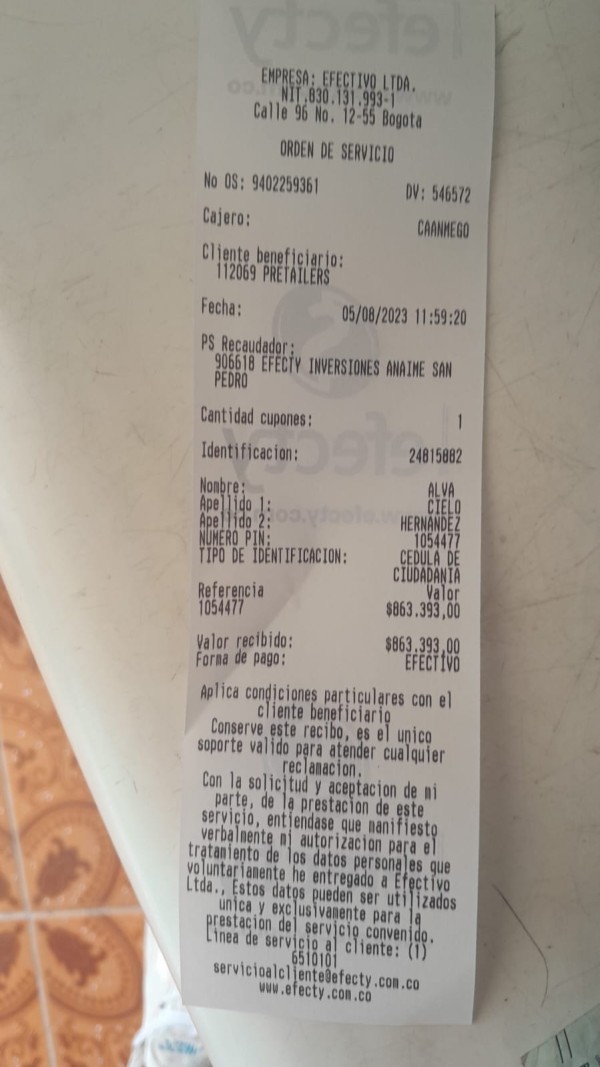 EMPRESA: EFECTIVO LTDA.
NIT.830.131.993-1
Calle 96 No. 12-55 Bogota
ORDEN DE SERVICIO
No OS: 9402259361 DV: 546572
Cajero: CAANMEGO
Cliente beneficiario:
112069 PRETAILERS
Fecha: 05/08/2023 11:59:20
PS Recaudador:
906618 EFECTY INVERSIONES ANAIME SAN
PEDRO
Cantidad cupones: 1
Identificacion: 24815882
Nombre: ALVA
Apellido 1: CIELO
Apellido 2: HERNANDEZ
NUMERO PIN: 1054477
TIPO DE IDENTIFICACION: CEDULA DE
CIUDADANIA
Referencia Valor
1054477 $863.393,00
Valor recibido: $863.393,00
Forma de pago: EFECTIVO
Aplica condiciones particulares con el
cliente beneficiario
Conserve este recibo, es el unico
soporte valido para atender cualquier
reclamacion.
Con la solicitud y aceptacion de mi
parte, de la prestacion de este
servicio, entiendase que manifiesto
verbalmente mi autorizacion para el
tratamiento de los datos personales que
voluntariamente he entregado a Efectivo
Ltda., Estos datos pueden ser utilizados
unica y exclusivamente para la
prestacion del servicio convenido.
Linea de servicio al cliente: (1)
6510101
servicioalcliente@efecty.com.co
www.efecty.com.co